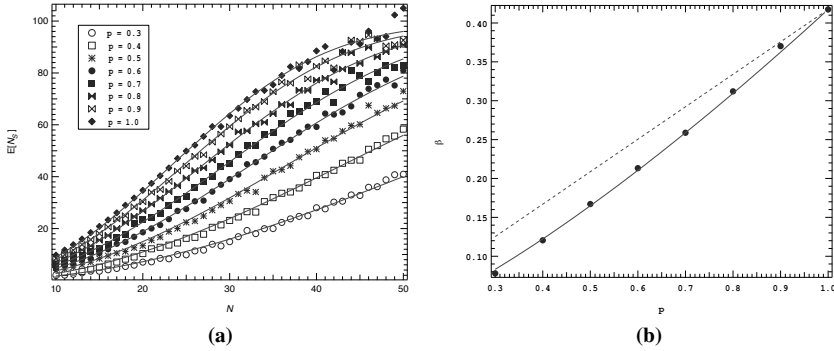 100
80
60
40
20
E[N_S]
p = 0.3
p = 0.4
p = 0.5
p = 0.6
p = 0.7
p = 0.8
p = 0.9
p = 1.0
10 20 30 40 50
N
(a)
0.40
0.35
0.30
0.25
0.20
0.15
0.10
β
0.3 0.4 0.5 0.6 0.7 0.8 0.9 1.0
p
(b)